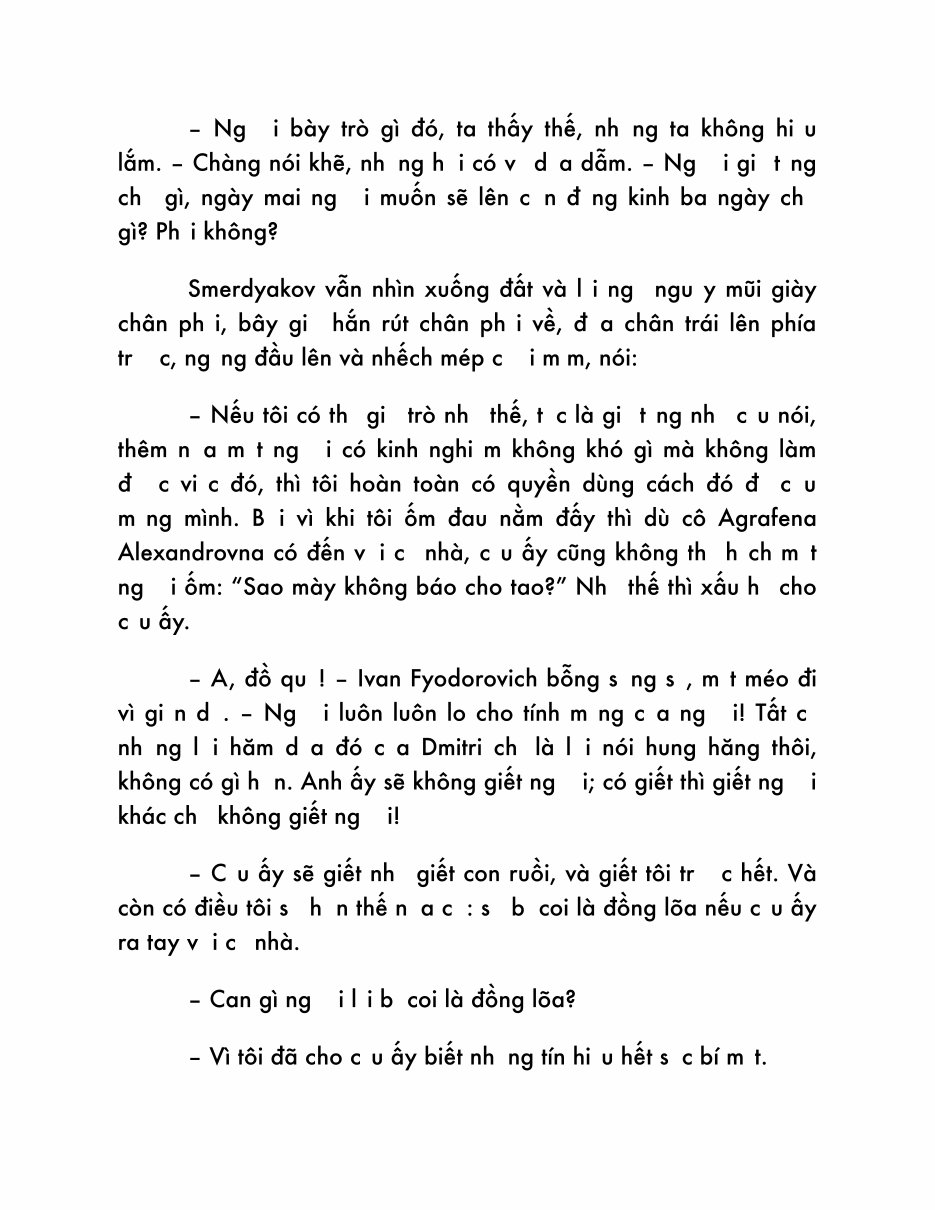 – Ng i bày trò gì đó, ta thấy thế, nh ng ta không hi u
lắm. – Chàng nói khẽ, nh ng h i có v d a dẫm. – Ng i gi t ng
ch gì, ngày mai ng i muốn sẽ lên c n đ ng kinh ba ngày ch
gì? Ph i không?
Smerdyakov vẫn nhìn xuống đất và l i ng ngu y mũi giày
chân ph i, bây gi hắn rút chân ph i về, đ a chân trái lên phía
tr c, ng ng đầu lên và nhếch mép c i m m, nói:
– Nếu tôi có th gi trò nh thế, t c là gi t ng nh c u nói,
thêm n a m t ng i có kinh nghi m không khó gì mà không làm
đ c vi c đó, thì tôi hoàn toàn có quyền dùng cách đó đ c u
m ng mình. B i vì khi tôi ốm đau nằm đấy thì dù cô Agrafena
Alexandrovna có đến v i c nhà, c u ấy cũng không th h ch m t
ng i ốm: “Sao mày không báo cho tao?” Nh thế thì xấu h cho
c u ấy.
– A, đồ qu ! – Ivan Fyodorovich bỗng s ng s , m t méo đi
vì gi n d . – Ng i luôn luôn lo cho tính m ng c a ng i! Tất c
nh ng l i hăm d a đó c a Dmitri ch là l i nói hung hăng thôi,
không có gì h n. Anh ấy sẽ không giết ng i; có giết thì giết ng i
khác ch không giết ng i!
– C u ấy sẽ giết nh giết con ruồi, và giết tôi tr c hết. Và
còn có điều tôi s h n thế n a c : s b coi là đồng lõa nếu c u ấy
ra tay v i c nhà.
– Can gì ng i l i b coi là đồng lõa?
– Vì tôi đã cho c u ấy biết nh ng tín hi u hết s c bí m t.